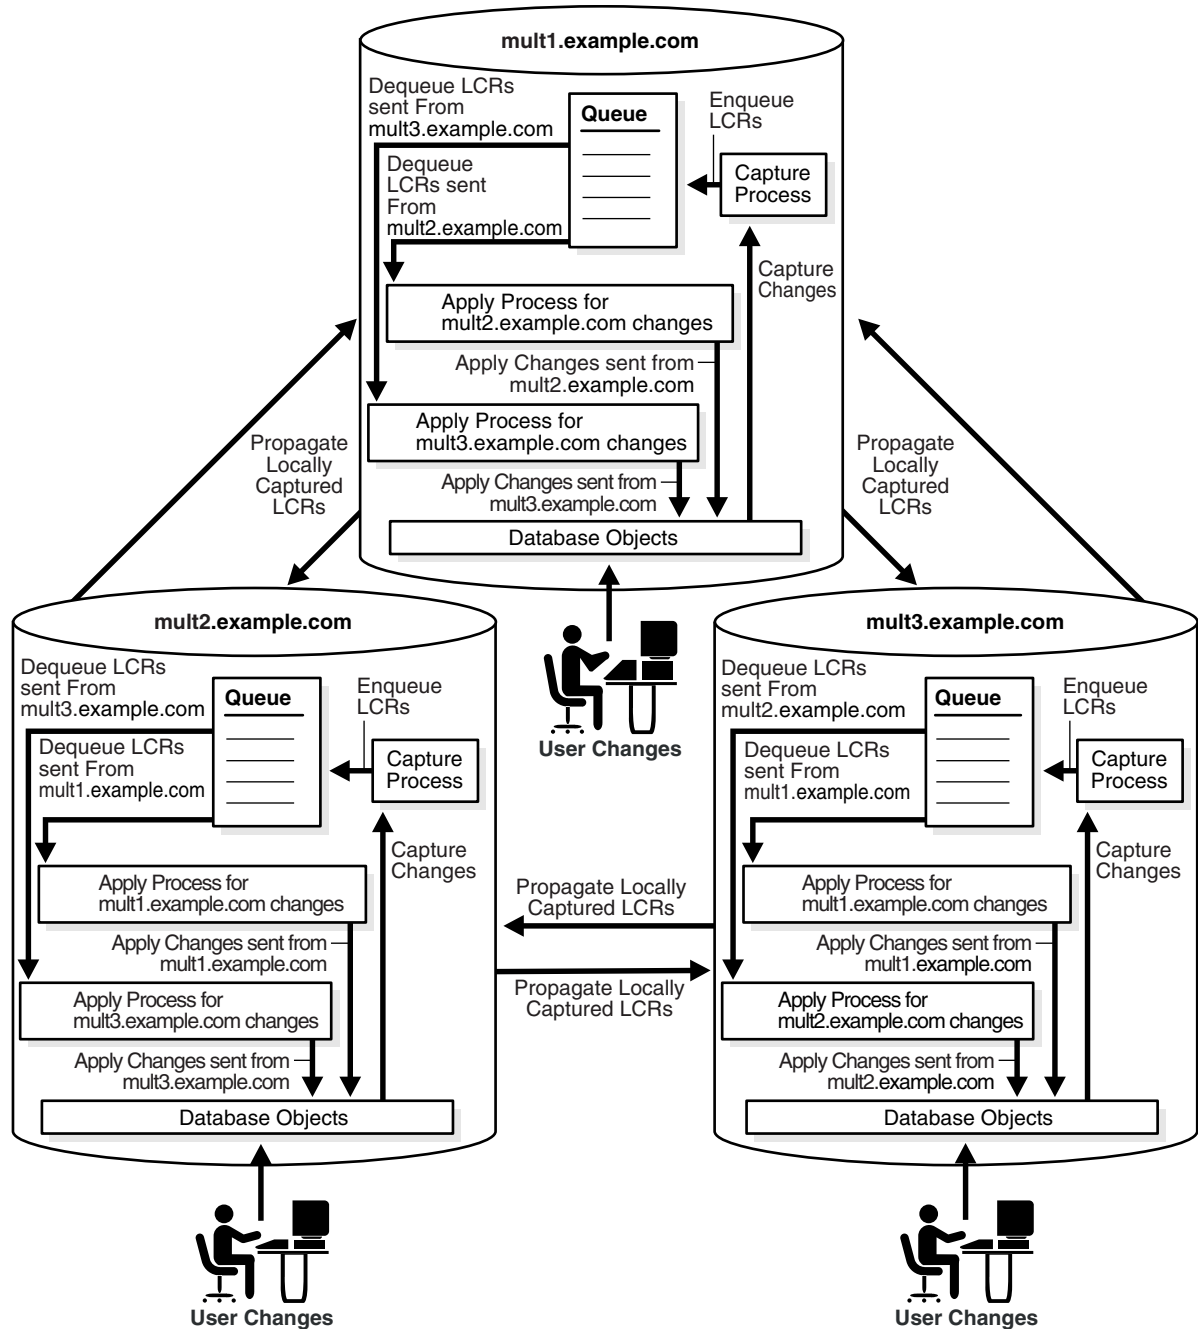 mult1.example.com
Dequeue LCRs
sent From
mult3.example.com
Queue
Enqueue
LCRs
Dequeue
LCRs sent
From
mult2.example.com
Capture
Process
Capture
Changes
Apply Process for
mult2.example.com changes
Apply Changes sent from
mult2.example.com
Apply Process for
mult3.example.com changes
Apply Changes sent from
mult3.example.com
Database Objects
Propagate
Locally
Captured
LCRs
Propagate
Locally
Captured
LCRs
User Changes
mult2.example.com
Dequeue LCRs
sent From
mult3.example.com
Queue
Enqueue
LCRs
Dequeue LCRs
sent From
mult1.example.com
Capture
Process
Capture
Changes
Apply Process for
mult1.example.com changes
Apply Changes sent from
mult1.example.com
Apply Process for
mult3.example.com changes
Apply Changes sent from
mult3.example.com
Database Objects
User Changes
Propagate Locally
Captured LCRs
Propagate Locally
Captured LCRs
mult3.example.com
Dequeue LCRs
sent From
mult2.example.com
Queue
Enqueue
LCRs
Dequeue LCRs
sent From
mult1.example.com
Capture
Process
Capture
Changes
Apply Process for
mult1.example.com changes
Apply Changes sent from
mult1.example.com
Apply Process for
mult2.example.com changes
Apply Changes sent from
mult2.example.com
Database Objects
User Changes